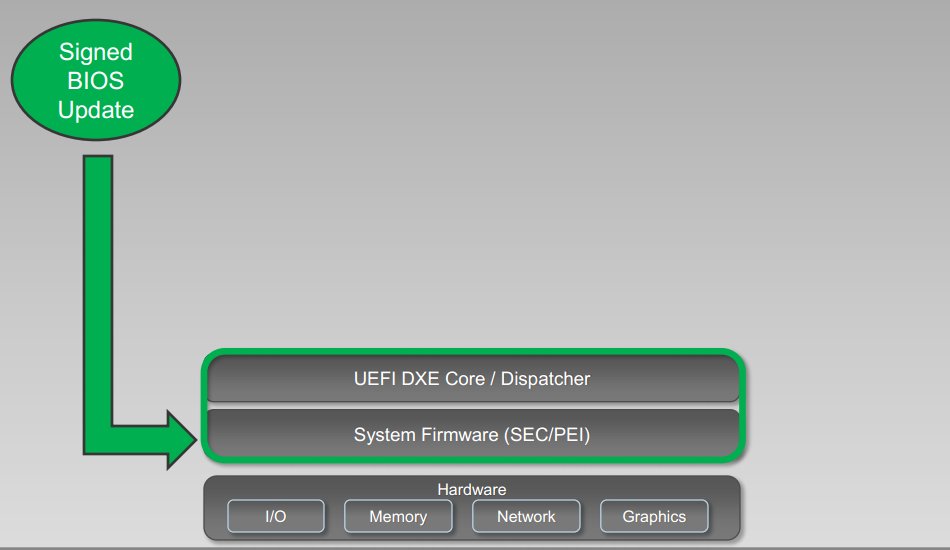 Signed
BIOS
Update
UEFI DXE Core / Dispatcher
System Firmware (SEC/PEI)
Hardware
I/O
Memory
Network
Graphics